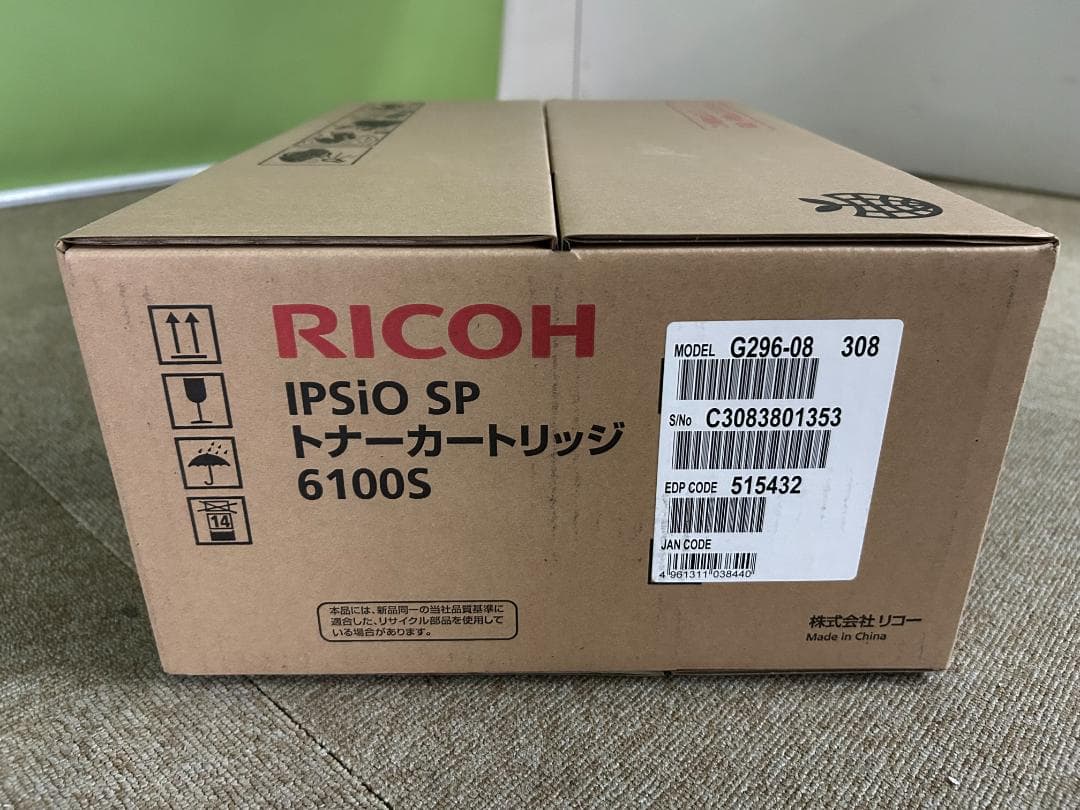 RICOH
IPSiO SP
トナーカートリッジ
6100S
14
本品には、新品同一の当社品質基準に
適合した、リサイクル部品を使用して
いる場合があります。
MODEL G296-08 308
S/No C3083801353
EDP CODE 515432
JAN CODE
4 961311 038440
株式会社 リコー
Made in China